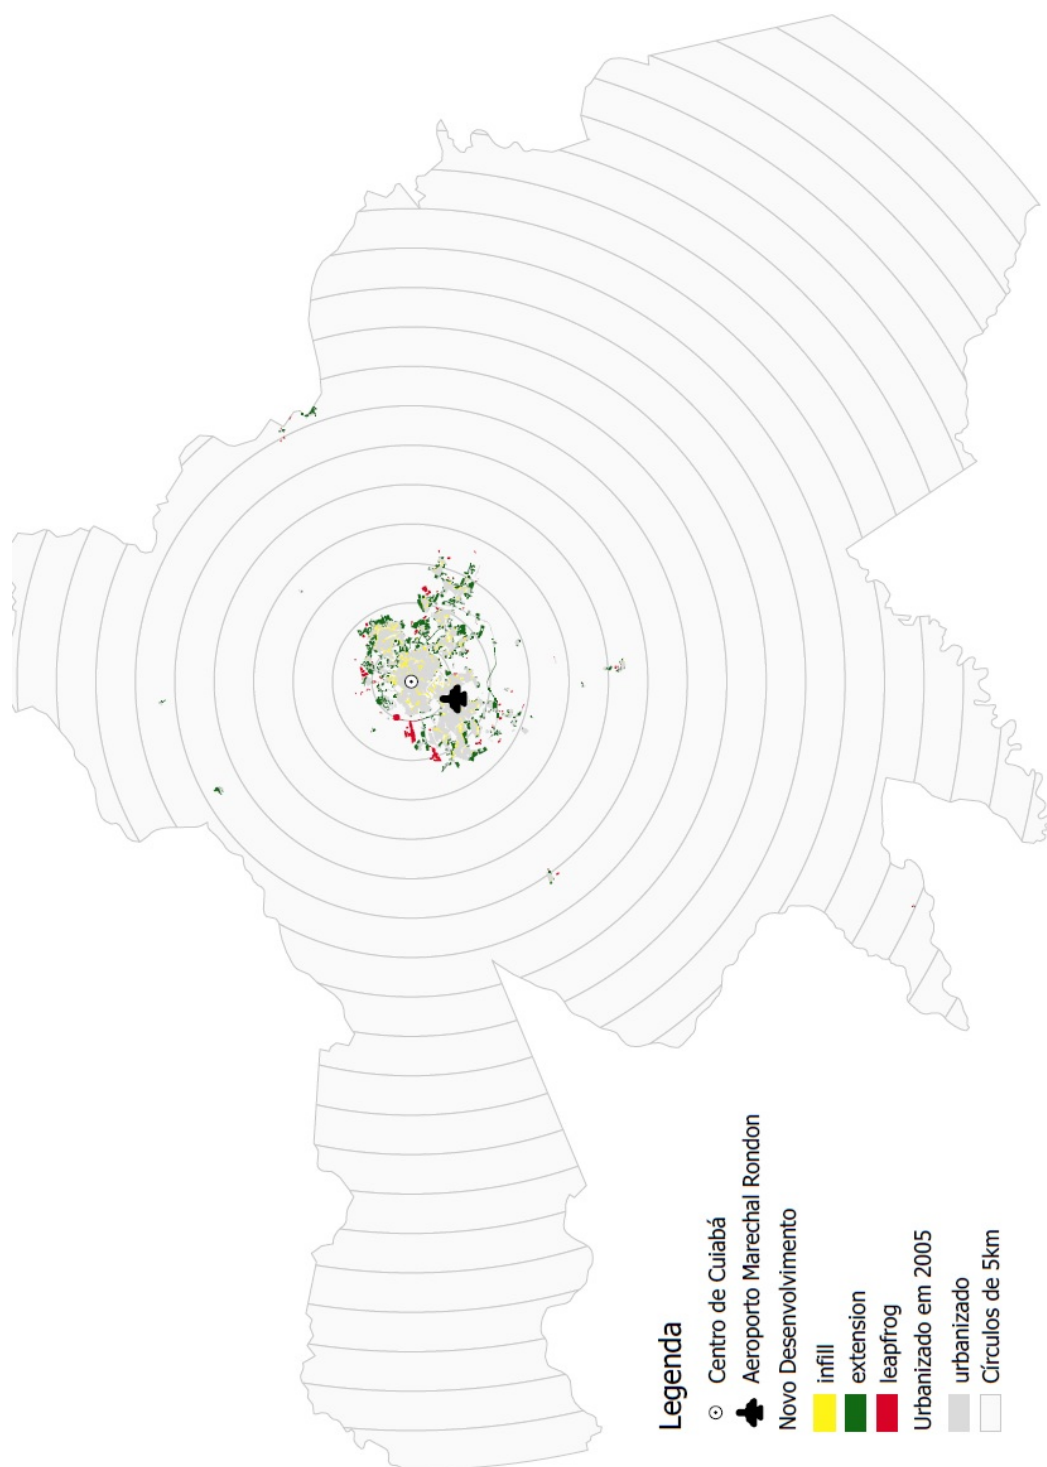 Legenda
Centro de Cuiabá
Aeroporto Marechal Rondon
Novo Desenvolvimento
infill
extension
leapfrog
Urbanizado em 2005
urbanizado
Círculos de 5km